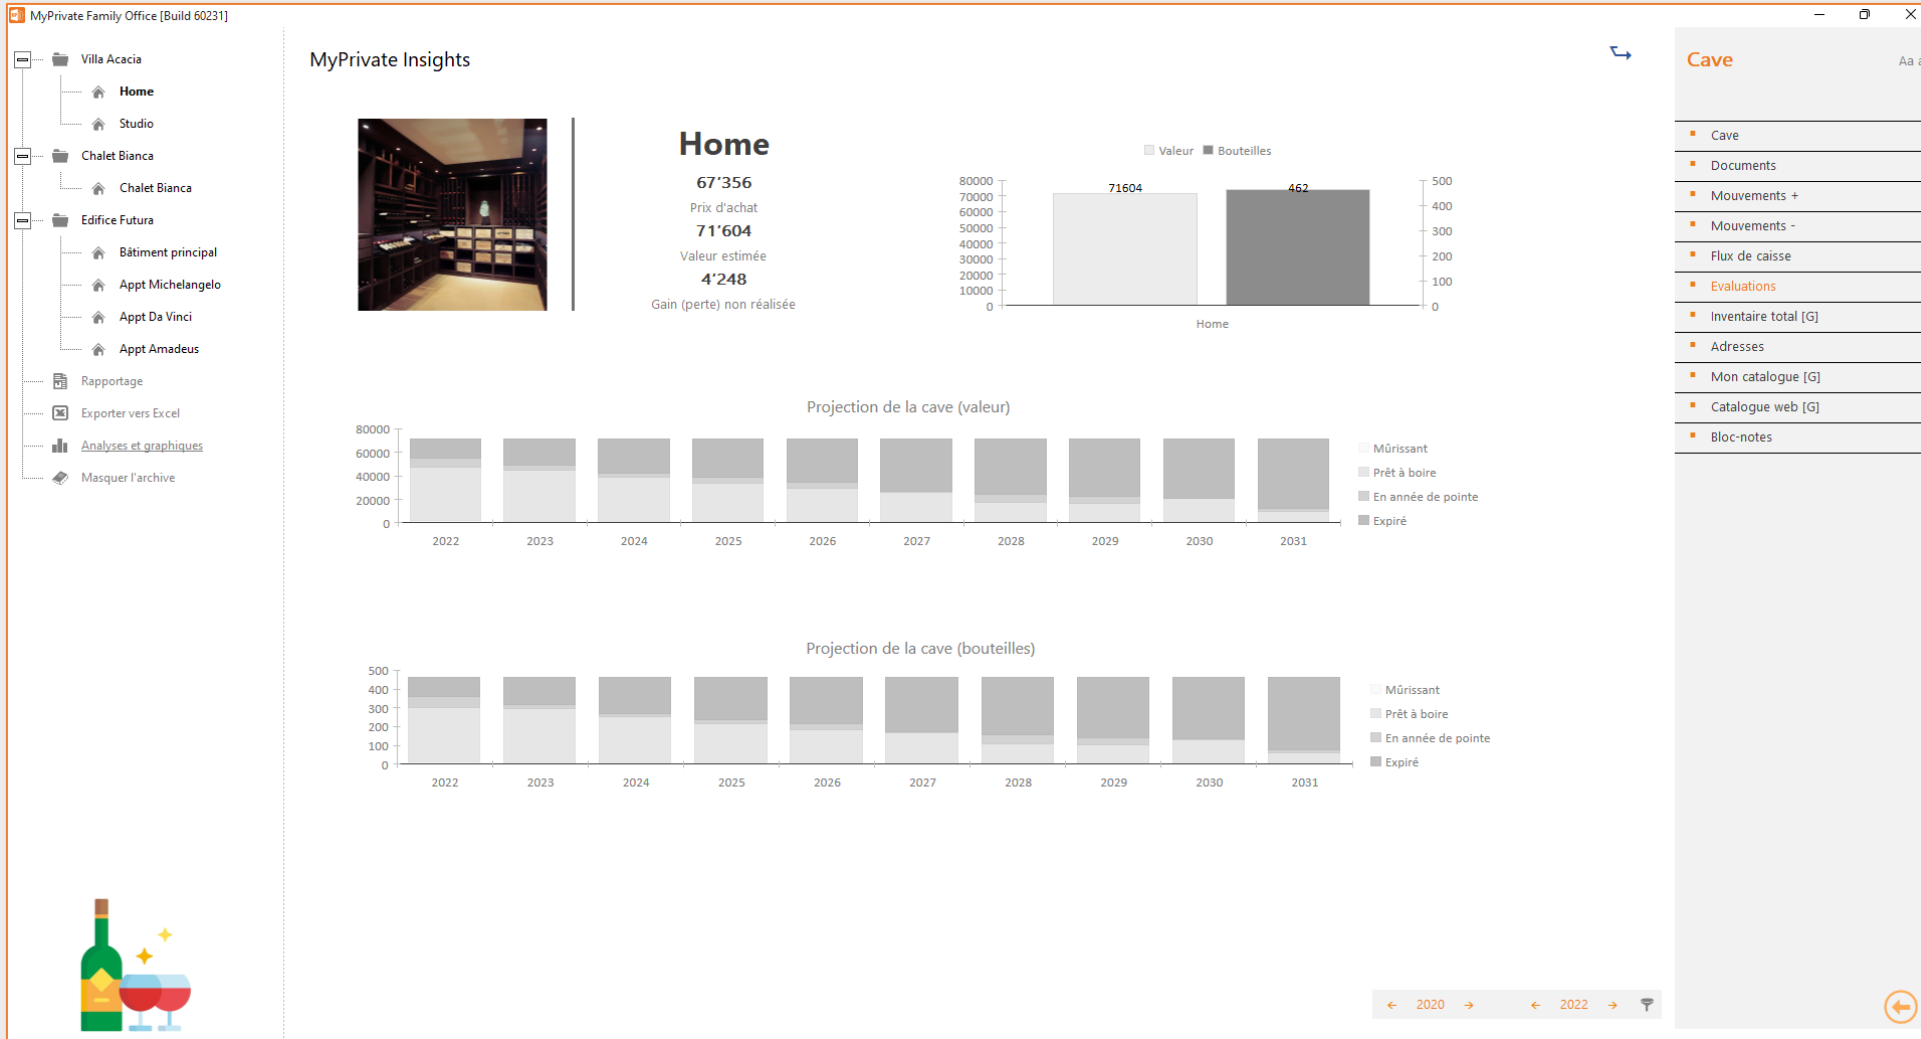 MyPrivate Family Office [Build 60231]
Villa Acacia
Home
Studio
Chalet Bianca
Chalet Bianca
Edifice Futura
Bâtiment principal
Appt Michelangelo
Appt Da Vinci
Appt Amadeus
Rapportage
Exporter vers Excel
Analyses et graphiques
Masquer l'archive
MyPrivate Insights
Home
67'356
Prix d'achat
71'604
Valeur estimée
4'248
Gain (perte) non réalisée
Valeur Bouteilles
80000
70000
60000
50000
40000
30000
20000
10000
0
71604
462
500
400
300
200
100
0
Home
Projection de la cave (valeur)
80000
60000
40000
20000
0
2022 2023 2024 2025 2026 2027 2028 2029 2030 2031
Mûrissant
Prêt à boire
En année de pointe
Expiré
Projection de la cave (bouteilles)
500
400
300
200
100
0
2022 2023 2024 2025 2026 2027 2028 2029 2030 2031
Mûrissant
Prêt à boire
En année de pointe
Expiré
2020 2022
Cave
Aa a
Cave
Documents
Mouvements +
Mouvements -
Flux de caisse
Evaluations
Inventaire total [G]
Adresses
Mon catalogue [G]
Catalogue web [G]
Bloc-notes